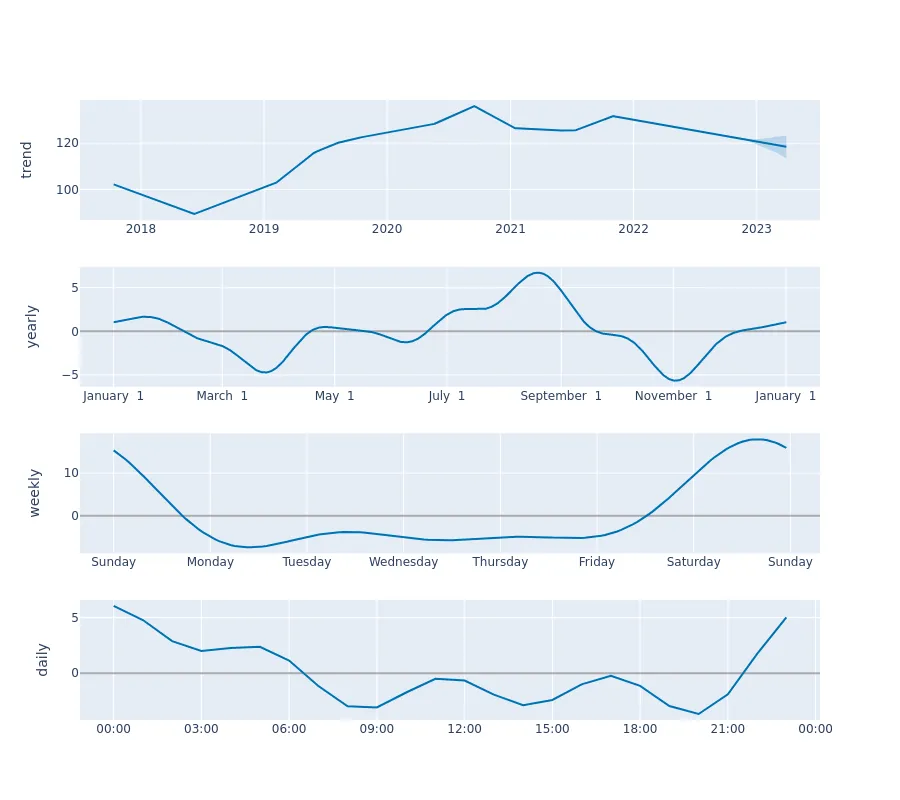 trend
120
100
2018 2019 2020 2021 2022 2023
yearly
5
0
−5
January 1 March 1 May 1 July 1 September 1 November 1 January 1
weekly
10
0
Sunday Monday Tuesday Wednesday Thursday Friday Saturday Sunday
daily
5
0
00:00 03:00 06:00 09:00 12:00 15:00 18:00 21:00 00:00